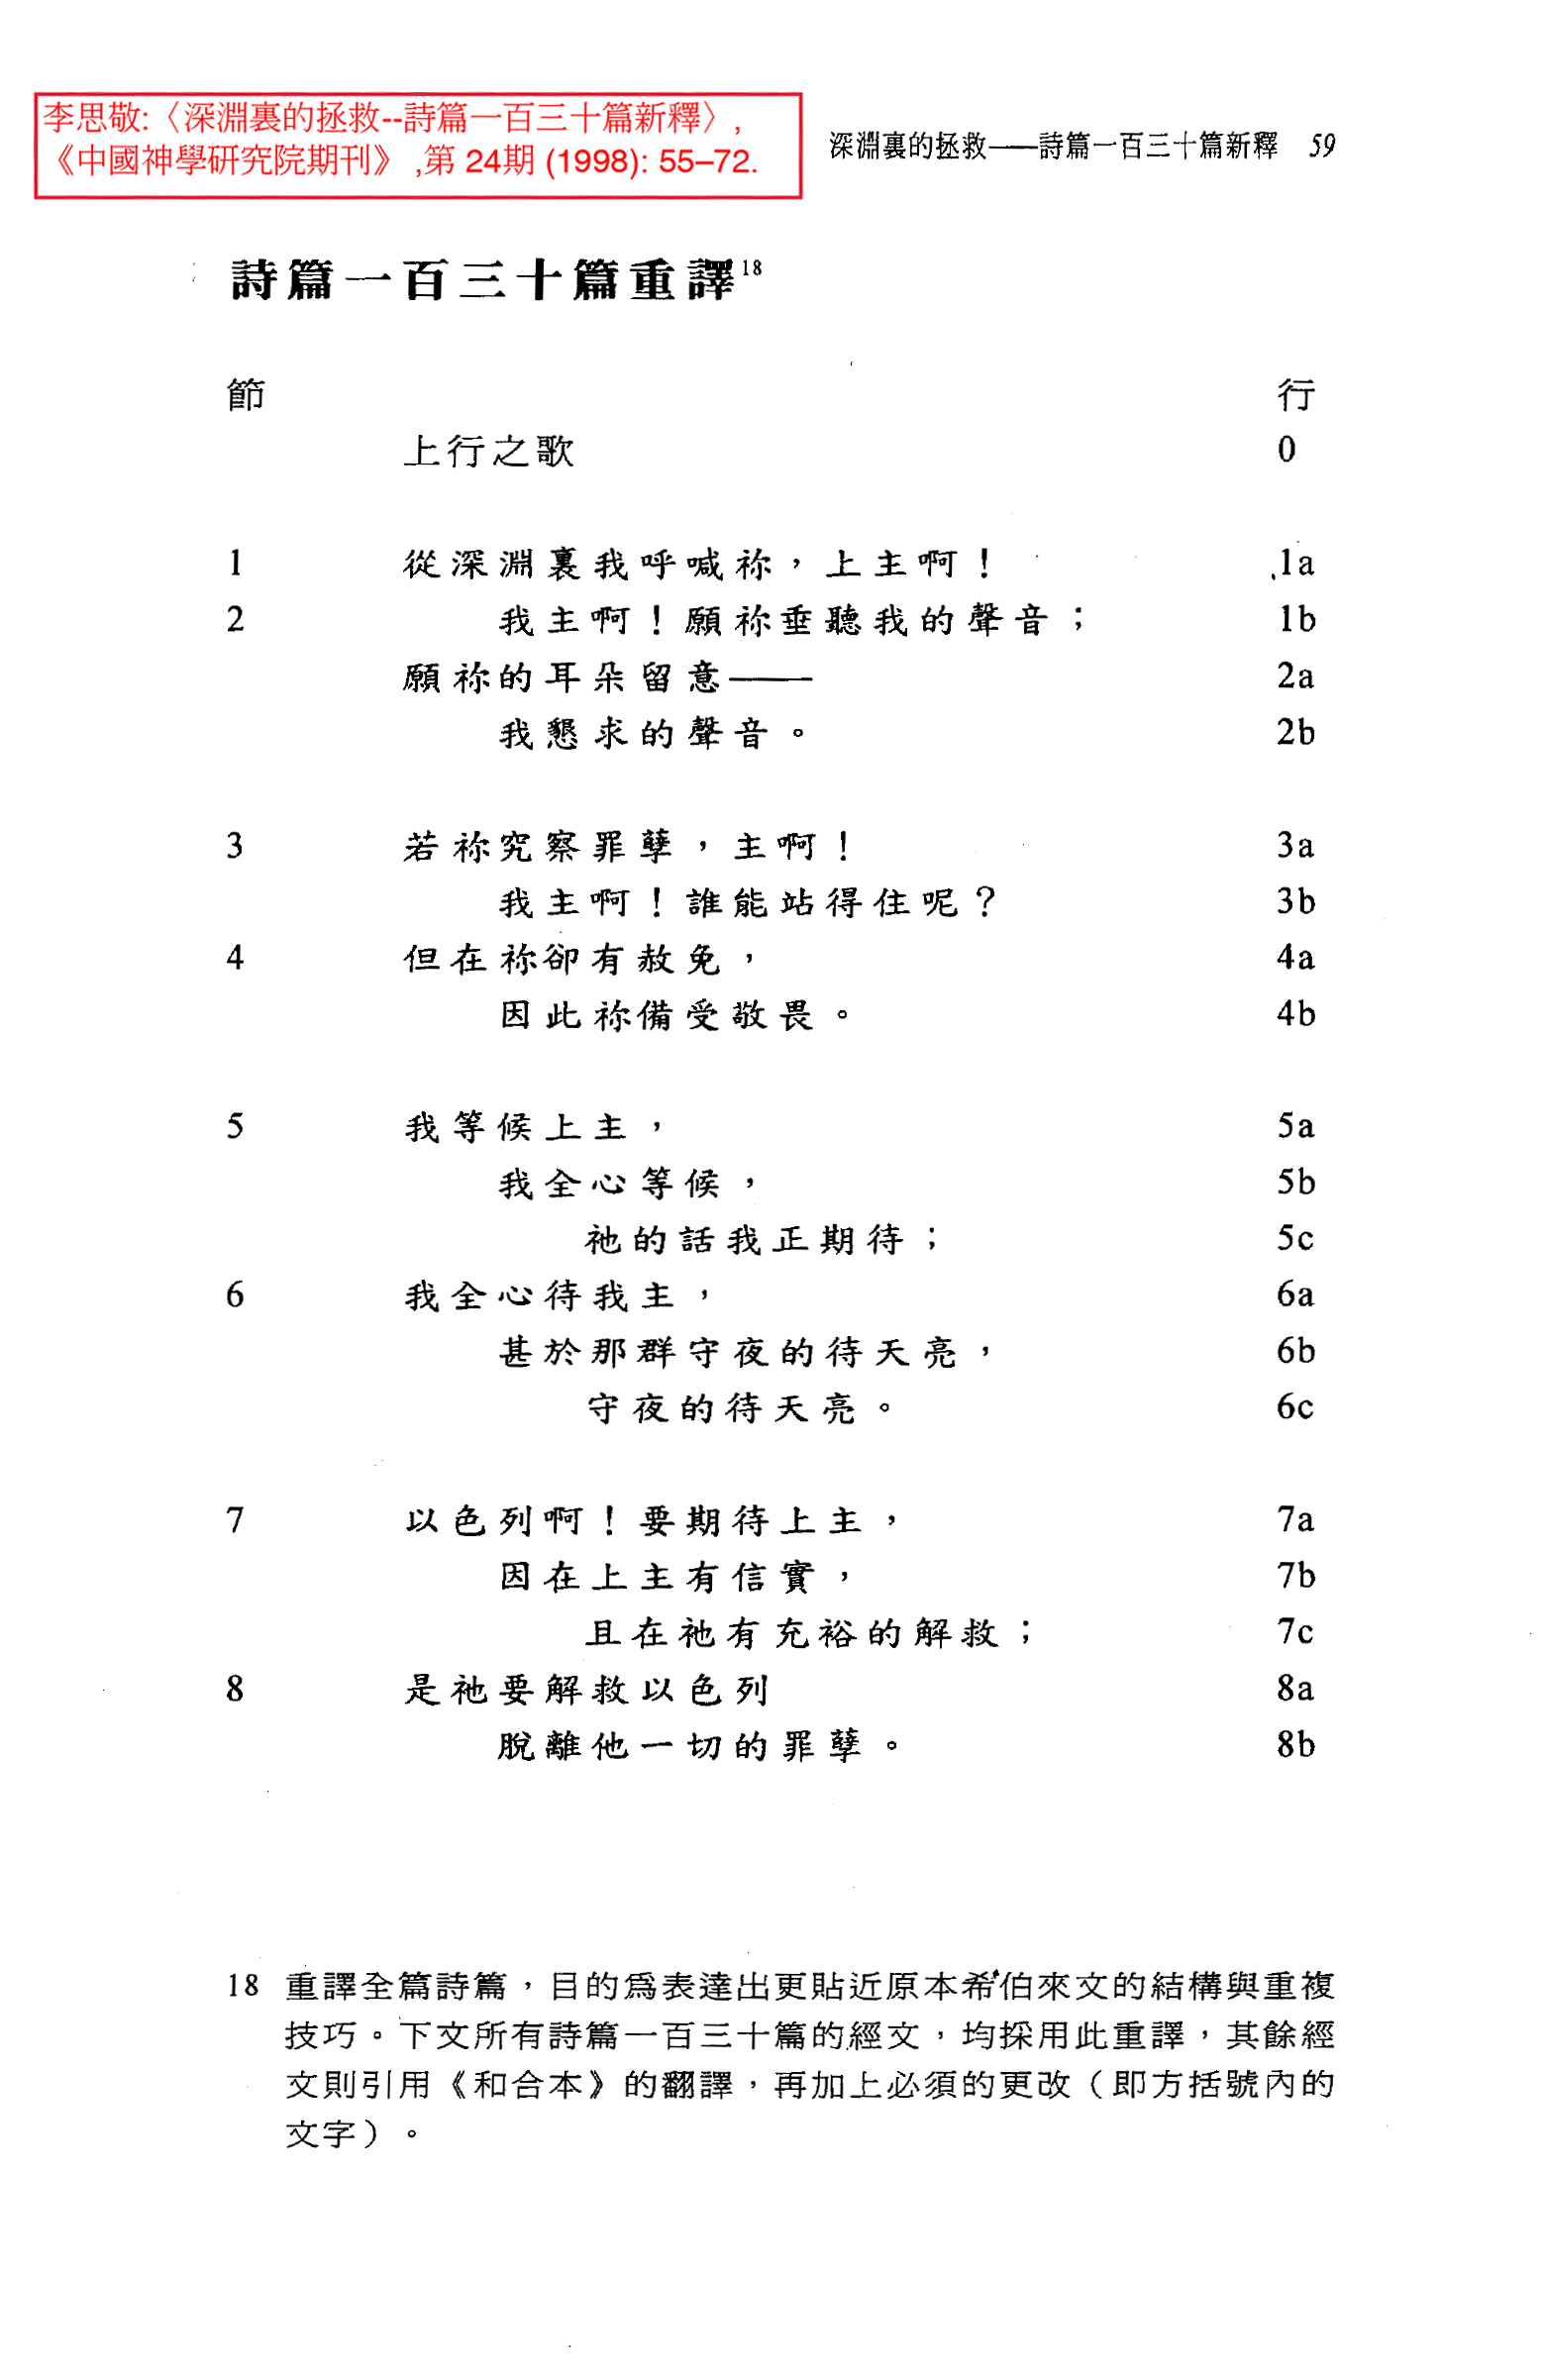 李思敬:〈深淵裏的拯救--詩篇一百三十篇新釋〉,
《中國神學研究院期刊》 ,第 24期 (1998): 55–72.
深淵裏的拯救——詩篇一百三十篇新釋 59
詩篇一百三十篇重譯18
節 行
上行之歌 0
1 從深淵裏我呼喊祢，上主啊！ 1a
2 我主啊！願祢垂聽我的聲音； 1b
願祢的耳朵留意—— 2a
我懇求的聲音。 2b
3 若祢究察罪孽，主啊！ 3a
我主啊！誰能站得住呢？ 3b
4 但在祢卻有赦免， 4a
因此祢備受敬畏。 4b
5 我等候上主， 5a
我全心等候， 5b
祂的話我正期待； 5c
6 我全心待我主， 6a
甚於那群守夜的待天亮， 6b
守夜的待天亮。 6c
7 以色列啊！要期待上主， 7a
因在上主有信實， 7b
且在祂有充裕的解救； 7c
8 是祂要解救以色列 8a
脫離他一切的罪孽。 8b
18 重譯全篇詩篇，目的爲表達出更貼近原本希伯來文的結構與重複
技巧。下文所有詩篇一百三十篇的經文，均採用此重譯，其餘經
文則引用《和合本》的翻譯，再加上必須的更改（即方括號內的
文字）。